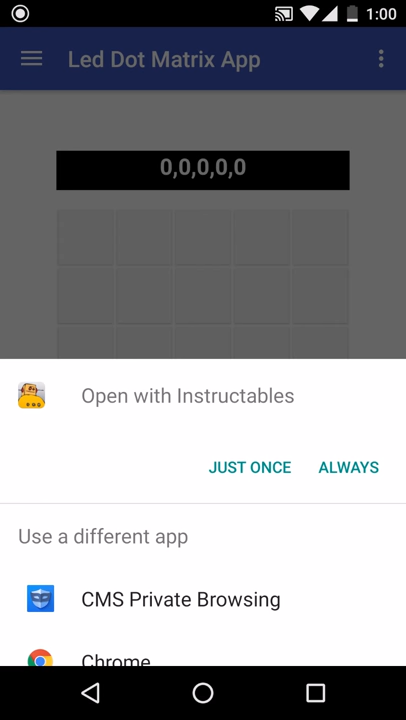 1:00
Led Dot Matrix App
0,0,0,0,0
Open with Instructables
JUST ONCE
ALWAYS
Use a different app
CMS Private Browsing
Chrome